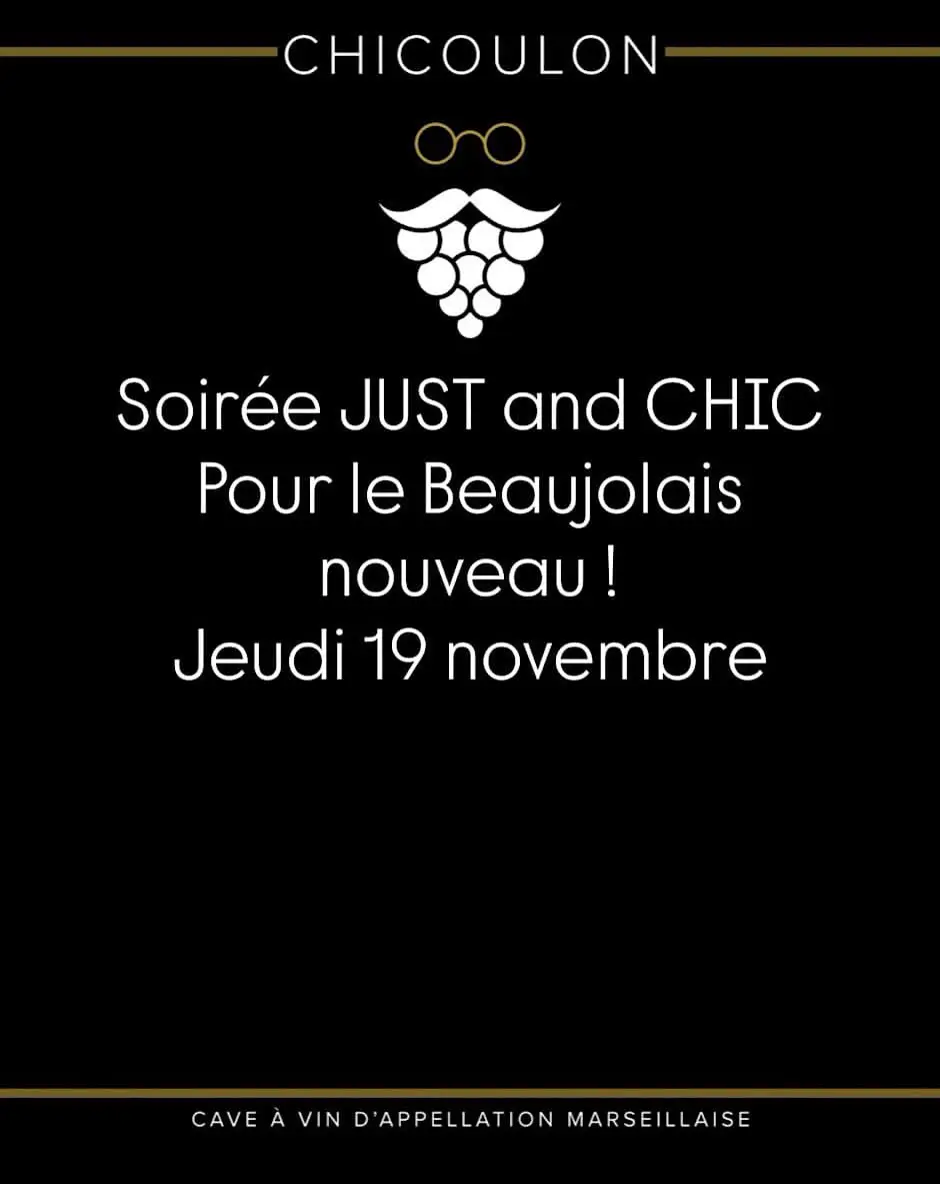 CHICOULON
Soirée JUST and CHIC
Pour le Beaujolais
nouveau !
Jeudi 19 novembre
CAVE À VIN D'APPELLATION MARSEILLAISE